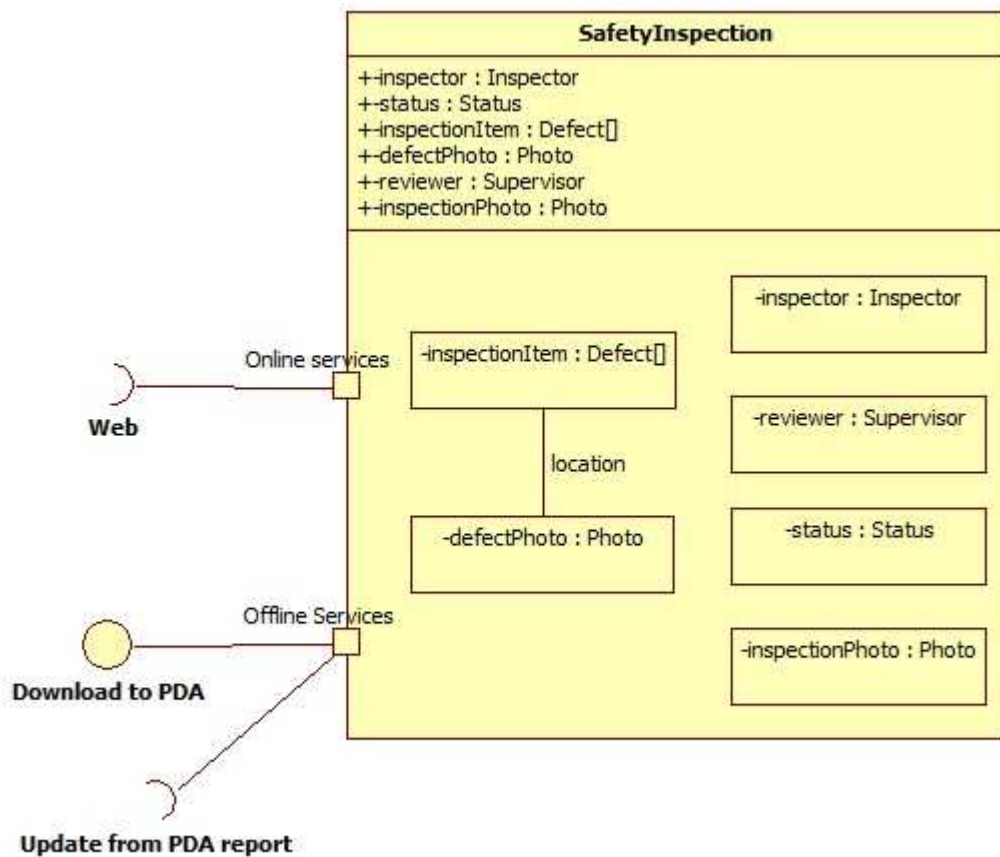 SafetyInspection
+-inspector : Inspector
+-status : Status
+-inspectionItem : Defect[]
+-defectPhoto : Photo
+-reviewer : Supervisor
+-inspectionPhoto : Photo
-inspector : Inspector
-inspectionItem : Defect[]
Online services
Web
-reviewer : Supervisor
location
-defectPhoto : Photo
-status : Status
Offline Services
-inspectionPhoto : Photo
Download to PDA
Update from PDA report